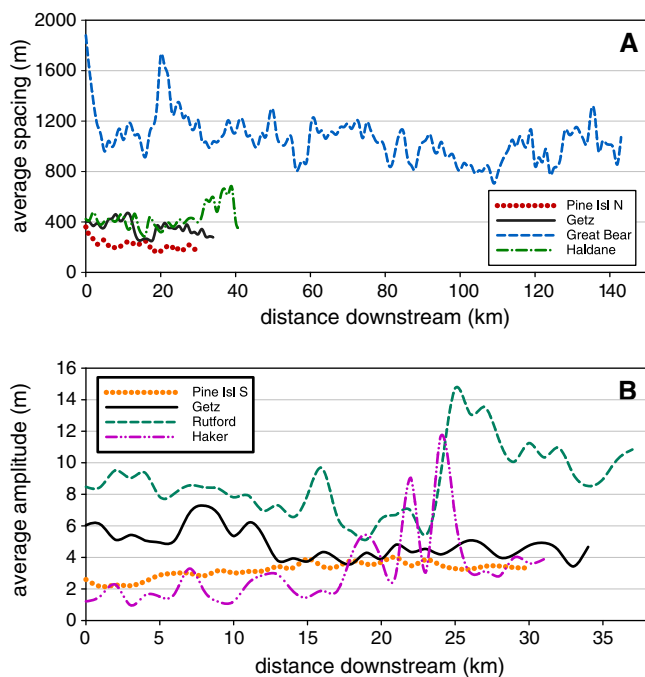 A
average spacing (m)
2000
1600
1200
800
400
0
Pine Isl N
Getz
Great Bear
Haldane
0 20 40 60 80 100 120 140
distance downstream (km)
B
average amplitude (m)
16
14
12
10
8
6
4
2
0
Pine Isl S
Getz
Rutford
Haker
0 5 10 15 20 25 30 35
distance downstream (km)